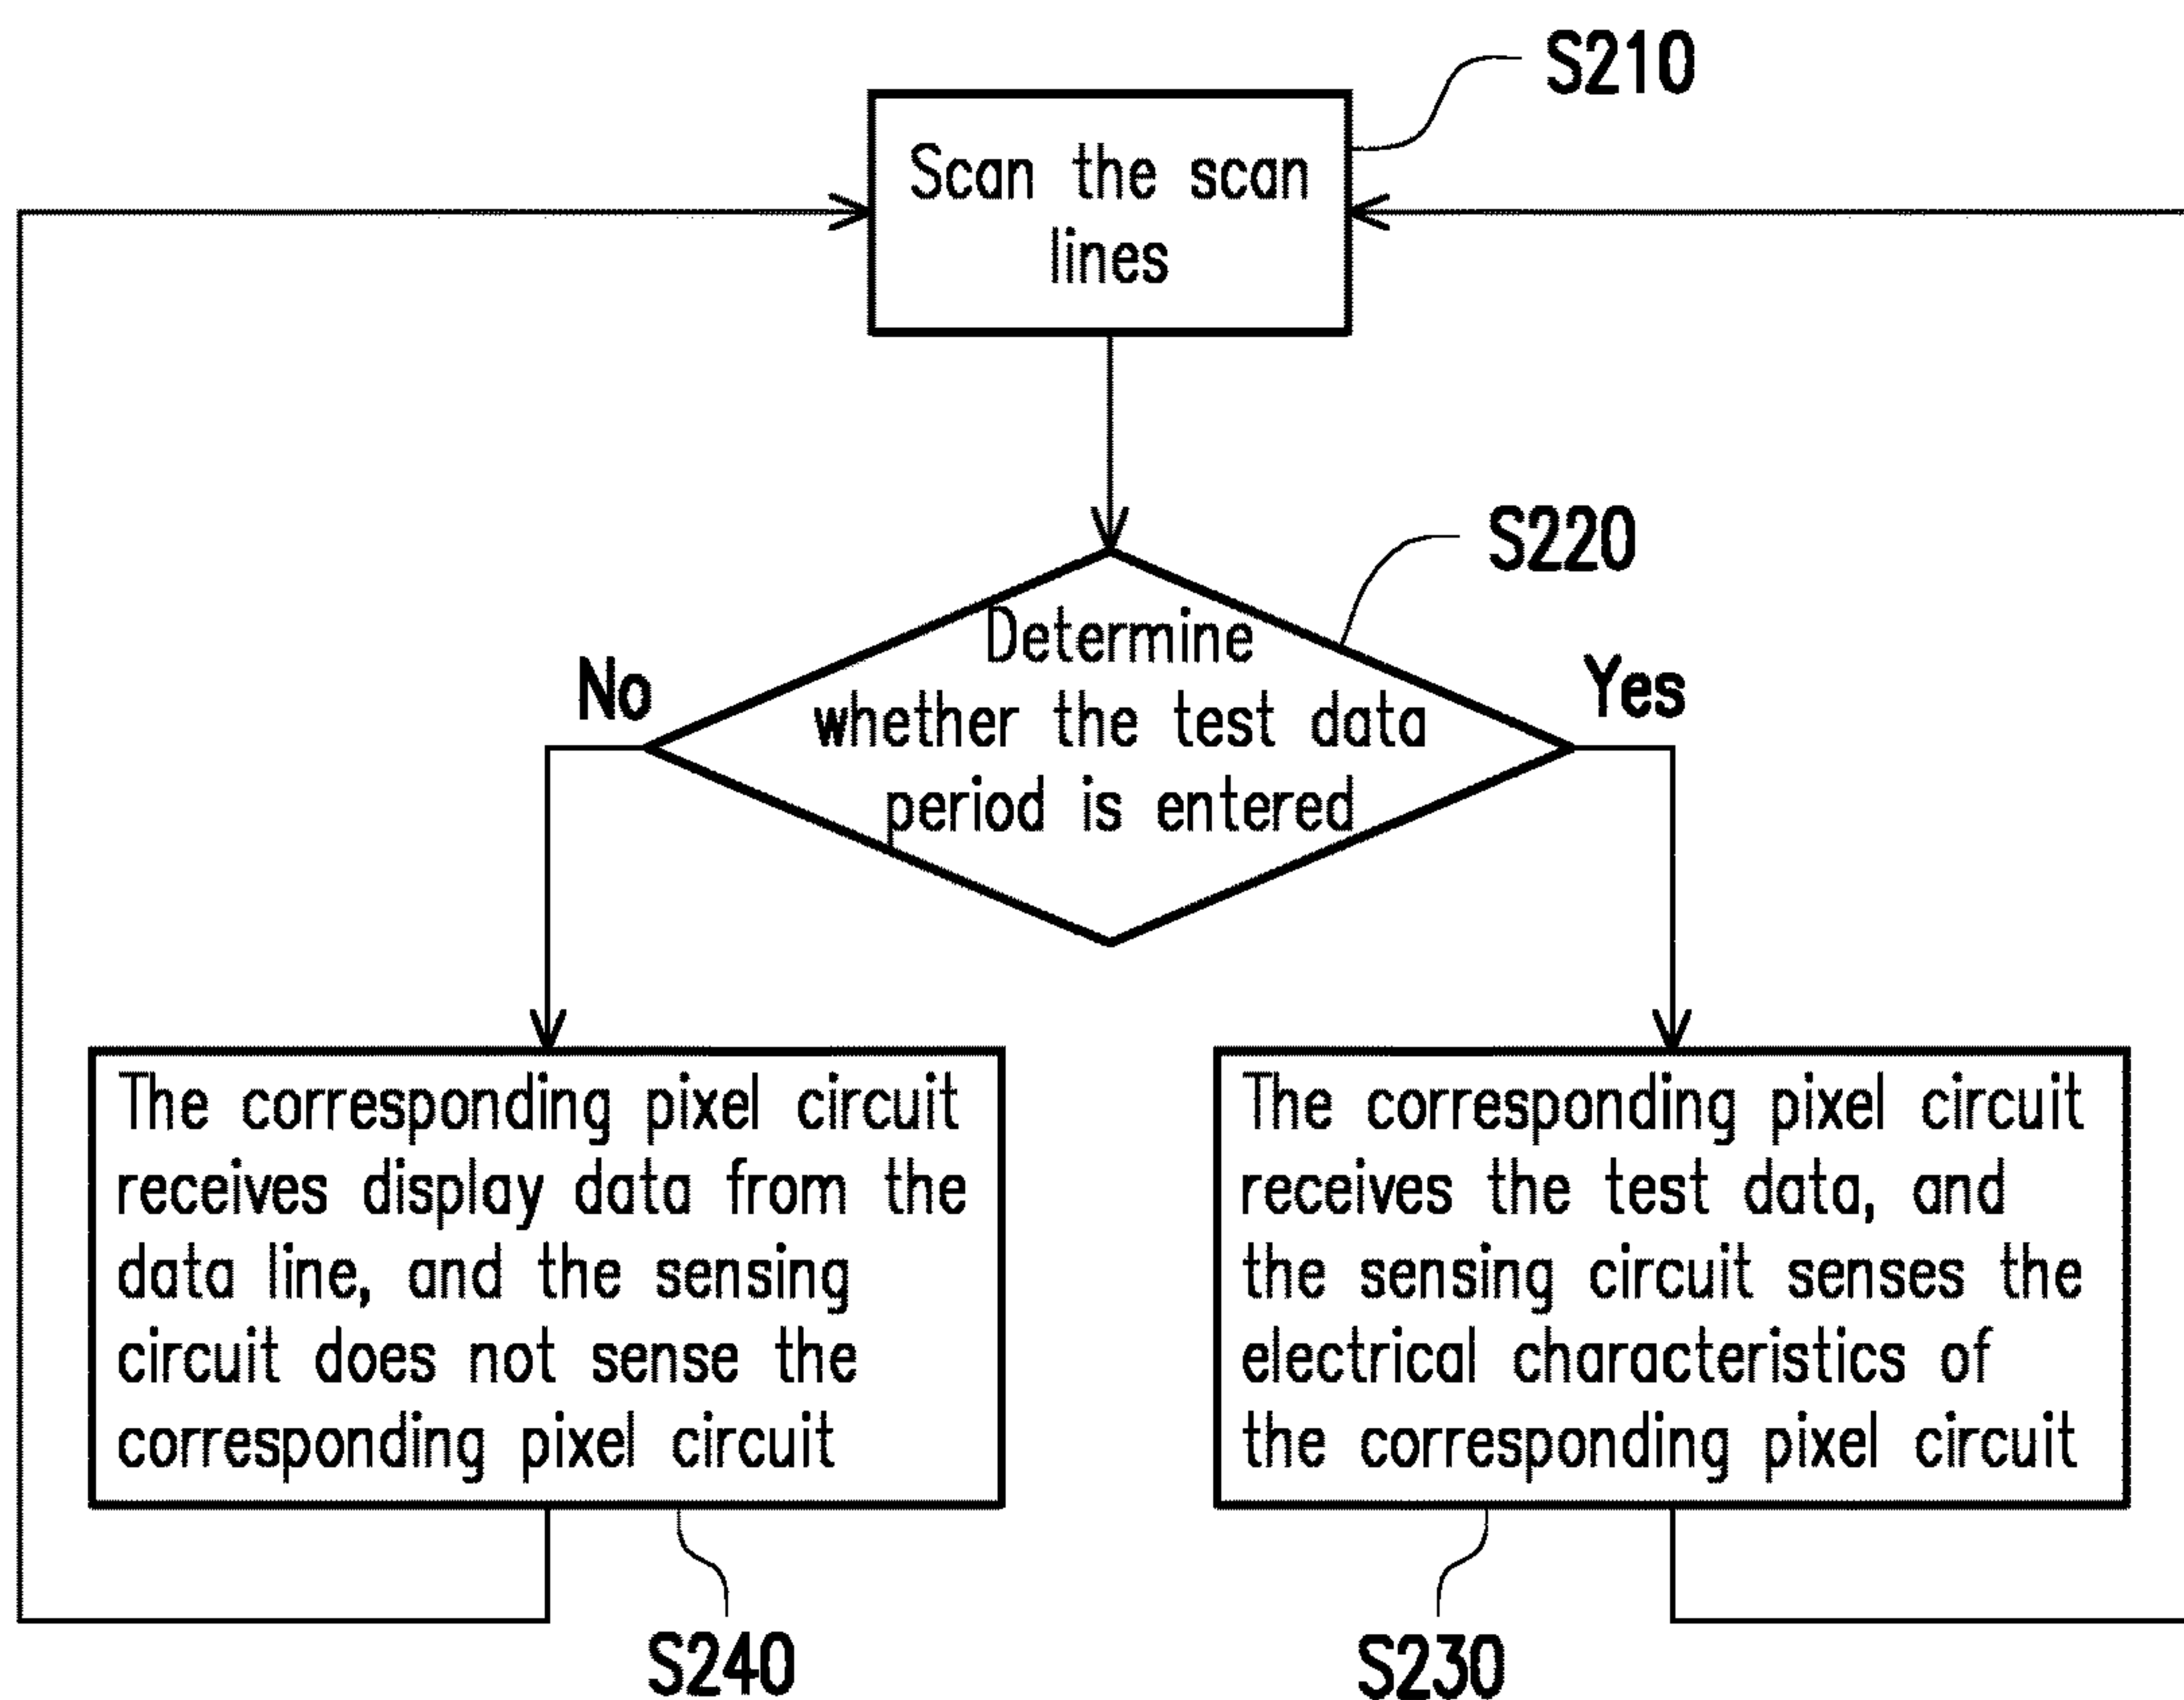 S210
Scan the scan
lines
S220
Determine
whether the test data
period is entered
No
Yes
The corresponding pixel circuit
receives display data from the
data line, and the sensing
circuit does not sense the
corresponding pixel circuit
The corresponding pixel circuit
receives the test data, and
the sensing circuit senses the
electrical characteristics of
the corresponding pixel circuit
S240
S230